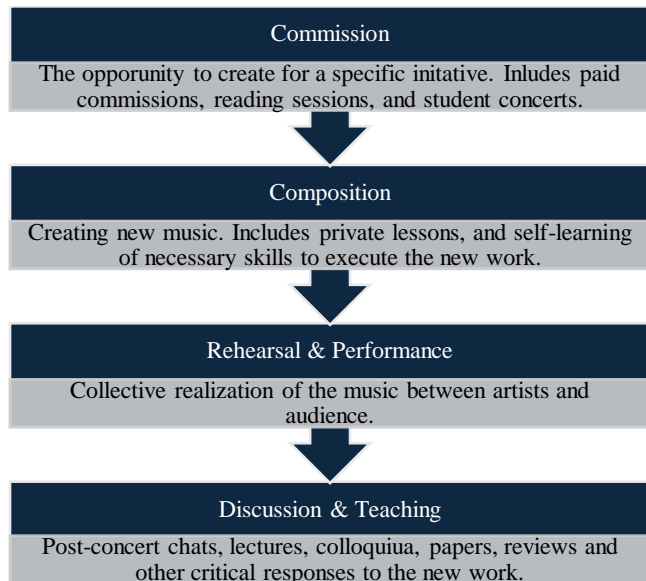 Commission
The opporunity to create for a specific initative. Inludes paid
commissions, reading sessions, and student concerts.
Composition
Creating new music. Includes private lessons, and self-learning
of necessary skills to execute the new work.
Rehearsal & Performance
Collective realization of the music between artists and
audience.
Discussion & Teaching
Post-concert chats, lectures, colloquiua, papers, reviews and
other critical responses to the new work.